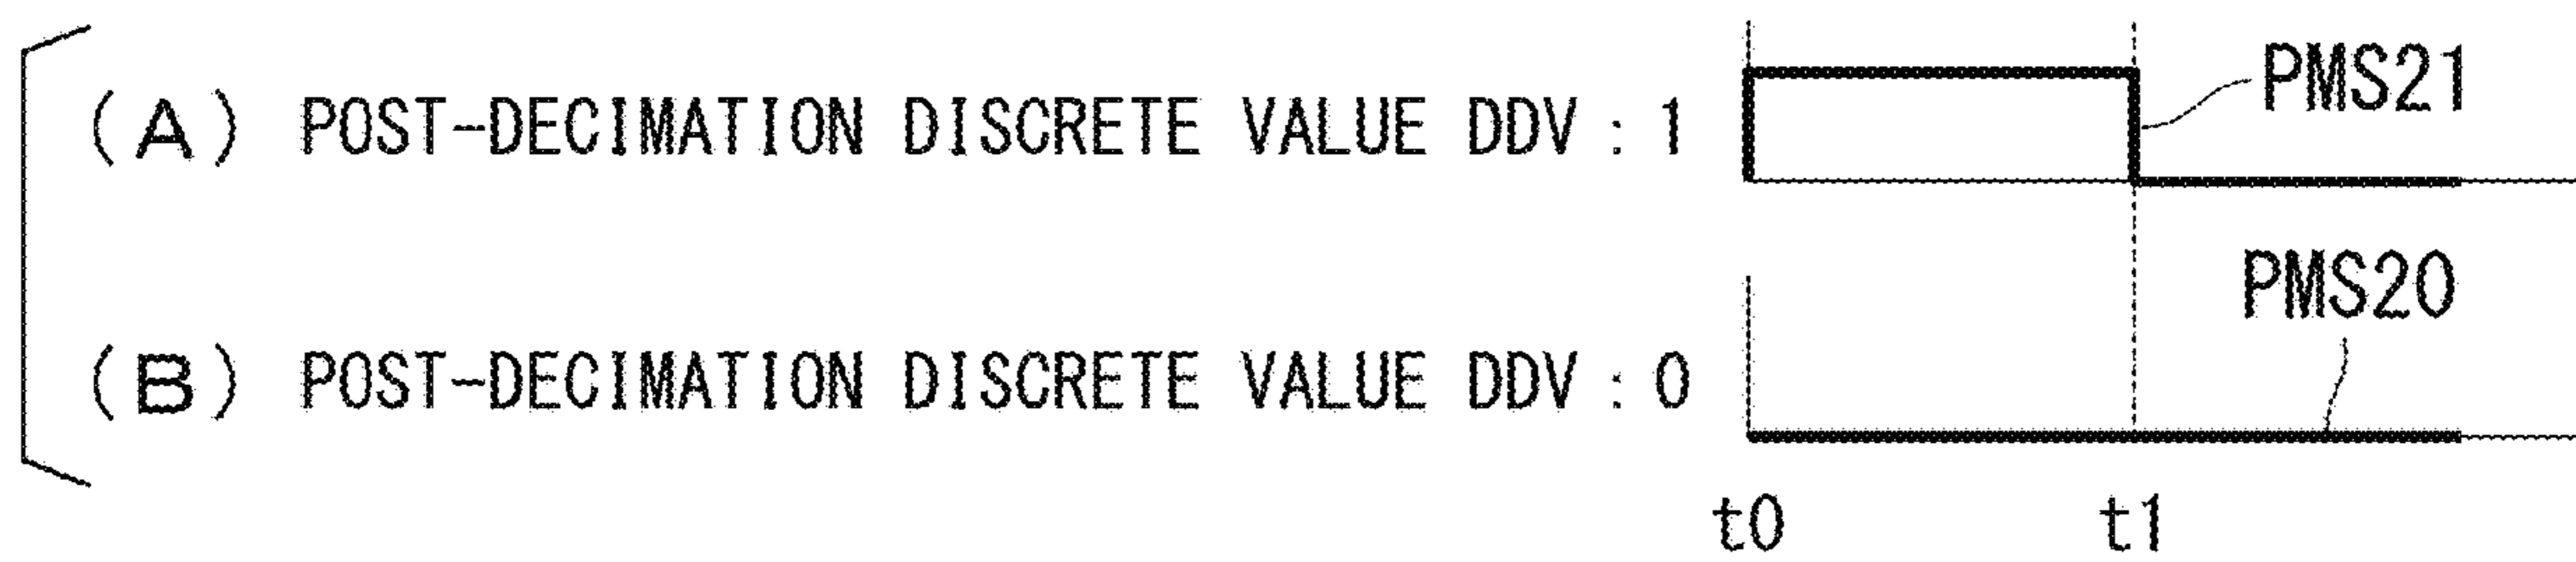 (A) POST-DECIMATION DISCRETE VALUE DDV : 1
PMS21
PMS20
(B) POST-DECIMATION DISCRETE VALUE DDV : 0
t0 t1